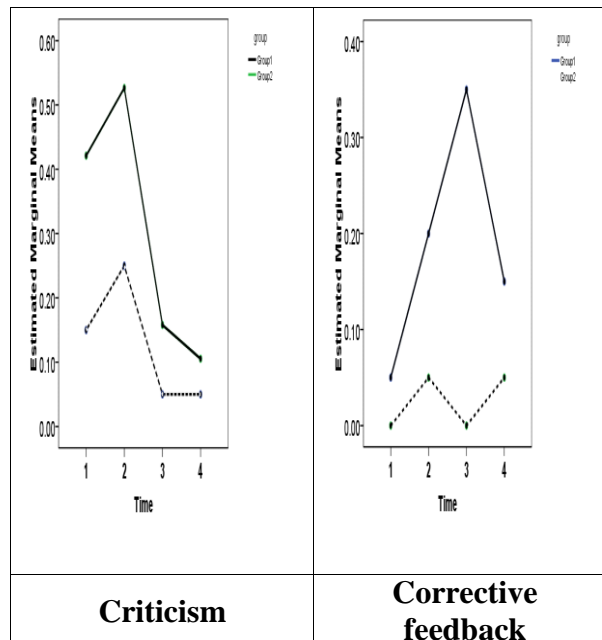 Estimated Marginal Means
0.60
0.50
0.40
0.30
0.20
0.10
0.00
1 2 3 4
Time
group
Group1
Group2
Estimated Marginal Means
0.40
0.30
0.20
0.10
0.00
1 2 3 4
Time
group
Group1
Group2
Criticism
Corrective
feedback